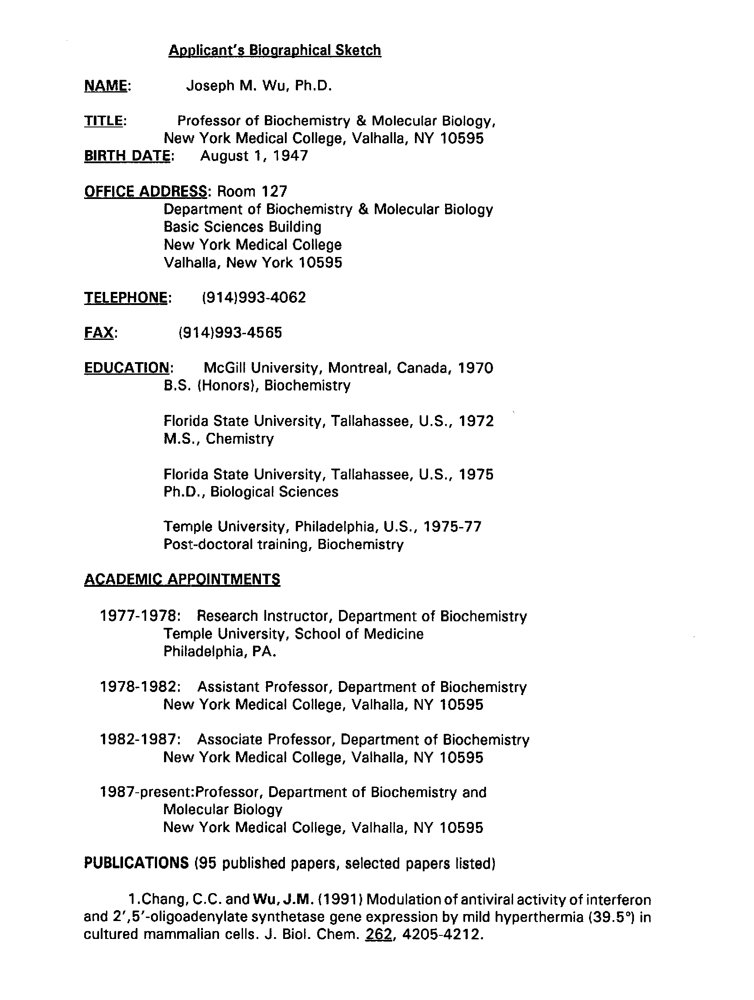 Applicant's Biographical Sketch
NAME: Joseph M. Wu, Ph.D.
TITLE: Professor of Biochemistry & Molecular Biology,
New York Medical College, Valhalla, NY 10595
BIRTH DATE: August 1, 1947
OFFICE ADDRESS: Room 127
Department of Biochemistry & Molecular Biology
Basic Sciences Building
New York Medical College
Valhalla, New York 10595
TELEPHONE: (914)993-4062
FAX: (914)993-4565
EDUCATION: McGill University, Montreal, Canada, 1970
B.S. (Honors), Biochemistry
Florida State University, Tallahassee, U.S., 1972
M.S., Chemistry
Florida State University, Tallahassee, U.S., 1975
Ph.D., Biological Sciences
Temple University, Philadelphia, U.S., 1975-77
Post-doctoral training, Biochemistry
ACADEMIC APPOINTMENTS
1977-1978: Research Instructor, Department of Biochemistry
Temple University, School of Medicine
Philadelphia, PA.
1978-1982: Assistant Professor, Department of Biochemistry
New York Medical College, Valhalla, NY 10595
1982-1987: Associate Professor, Department of Biochemistry
New York Medical College, Valhalla, NY 10595
1987-present:Professor, Department of Biochemistry and
Molecular Biology
New York Medical College, Valhalla, NY 10595
PUBLICATIONS (95 published papers, selected papers listed)
1.Chang, C.C. and Wu, J.M. (1991) Modulation of antiviral activity of interferon
and 2',5'-oligoadenylate synthetase gene expression by mild hyperthermia (39.5°) in
cultured mammalian cells. J. Biol. Chem. 262, 4205-4212.